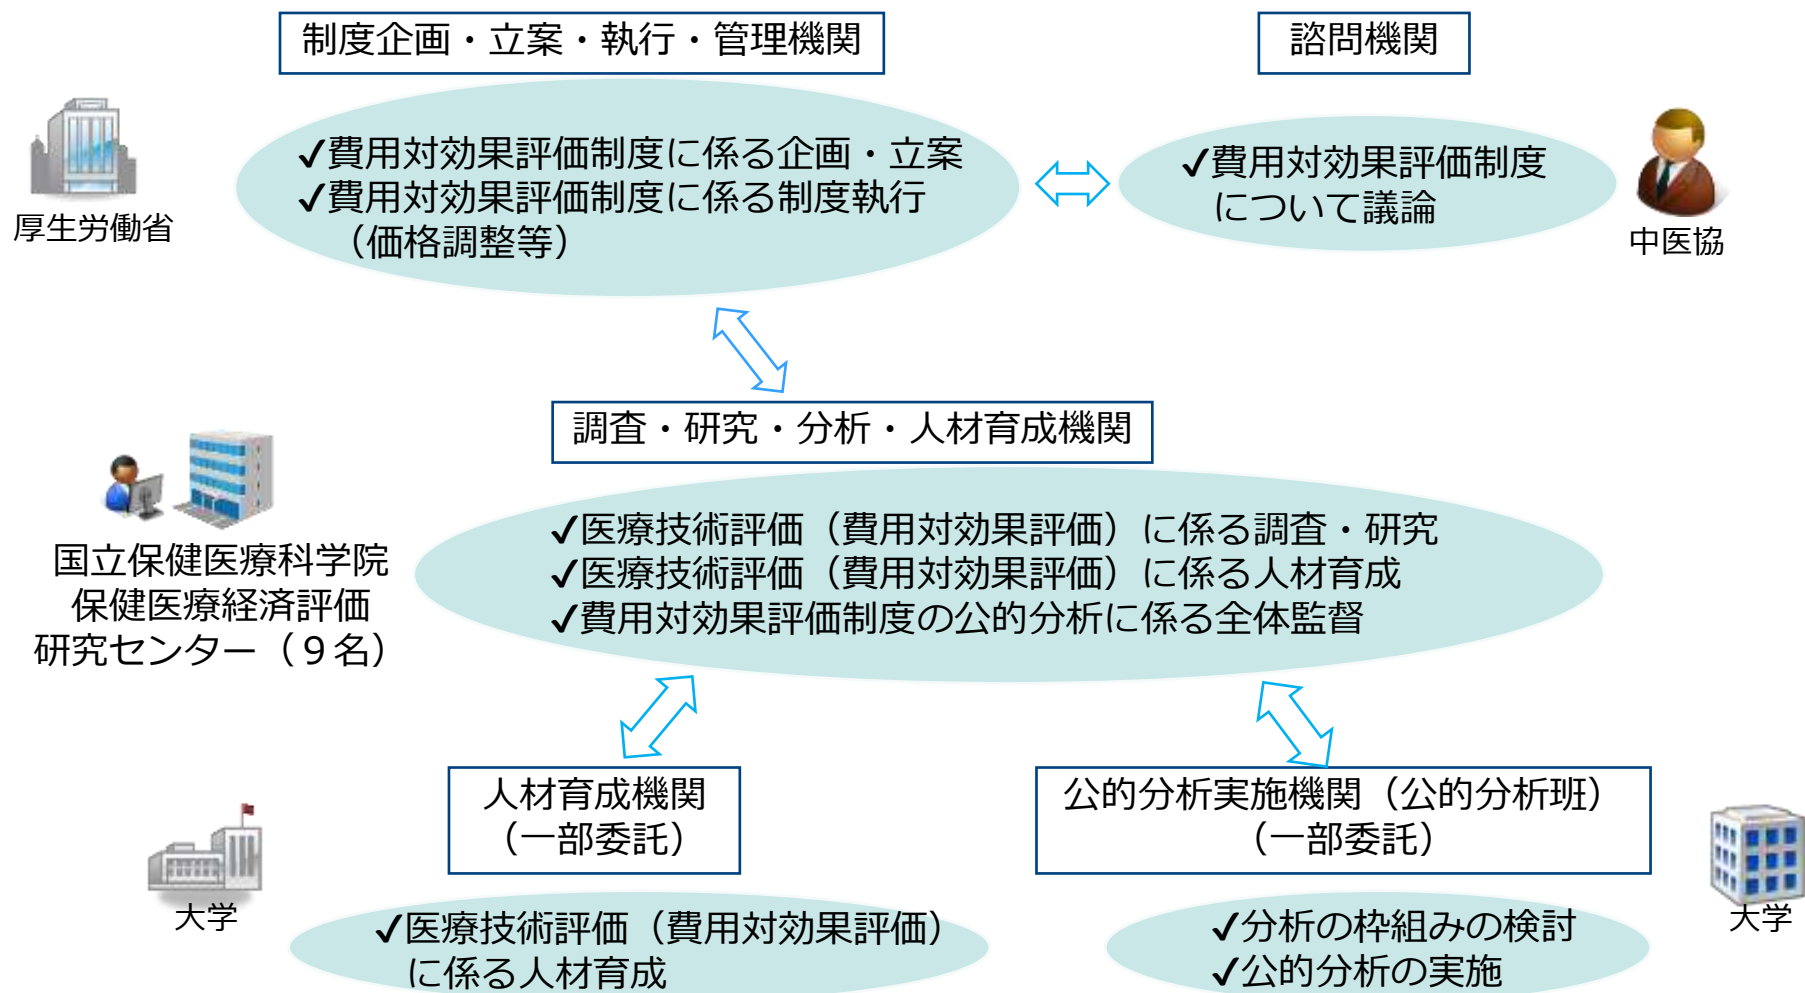 制度企画・立案・執行・管理機関
諮問機関
✓費用対効果評価制度に係る企画・立案
✓費用対効果評価制度に係る制度執行
（価格調整等）
厚生労働省
✓費用対効果評価制度
について議論
中医協
調査・研究・分析・人材育成機関
✓医療技術評価（費用対効果評価）に係る調査・研究
✓医療技術評価（費用対効果評価）に係る人材育成
✓費用対効果評価制度の公的分析に係る全体監督
国立保健医療科学院
保健医療経済評価
研究センター（９名）
人材育成機関
（一部委託）
公的分析実施機関（公的分析班）
（一部委託）
大学
✓医療技術評価（費用対効果評価）
に係る人材育成
✓分析の枠組みの検討
✓公的分析の実施
大学